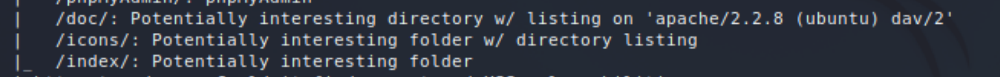 |    /phpMyAdmin/: phpMyAdmin
|    /doc/: Potentially interesting directory w/ listing on 'apache/2.2.8 (ubuntu) dav/2'
|    /icons/: Potentially interesting folder w/ directory listing
|_   /index/: Potentially interesting folder